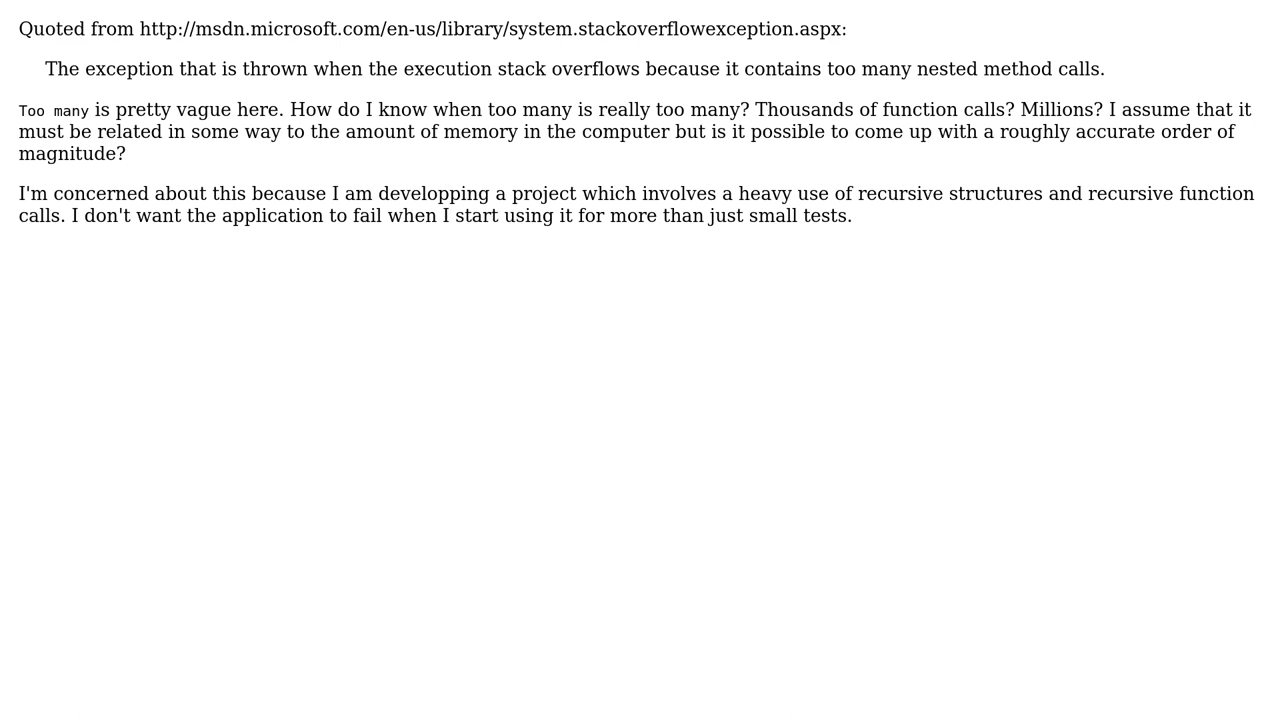 Quoted from http://msdn.microsoft.com/en-us/library/system.stackoverflowexception.aspx:
The exception that is thrown when the execution stack overflows because it contains too many nested method calls.
Too many is pretty vague here. How do I know when too many is really too many? Thousands of function calls? Millions? I assume that it
must be related in some way to the amount of memory in the computer but is it possible to come up with a roughly accurate order of
magnitude?
I'm concerned about this because I am developping a project which involves a heavy use of recursive structures and recursive function
calls. I don't want the application to fail when I start using it for more than just small tests.